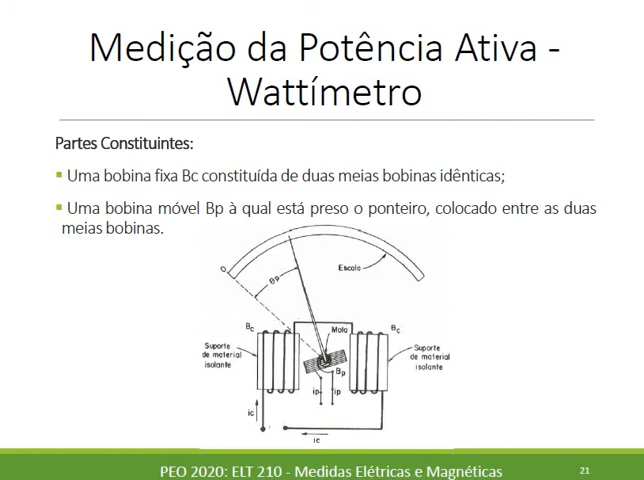 Medição da Potência Ativa -
Wattímetro
Partes Constituintes:
Uma bobina fixa Bc constituída de duas meias bobinas idênticas;
Uma bobina móvel Bp à qual está preso o ponteiro, colocado entre as duas
meias bobinas.
O
θp
Escala
Bc
Mola
Bc
Suporte
de material
isolante
Suporte
de material
isolante
Bp
ip
ip
ic
ic
PEO 2020: ELT 210 - Medidas Elétricas e Magnéticas
21